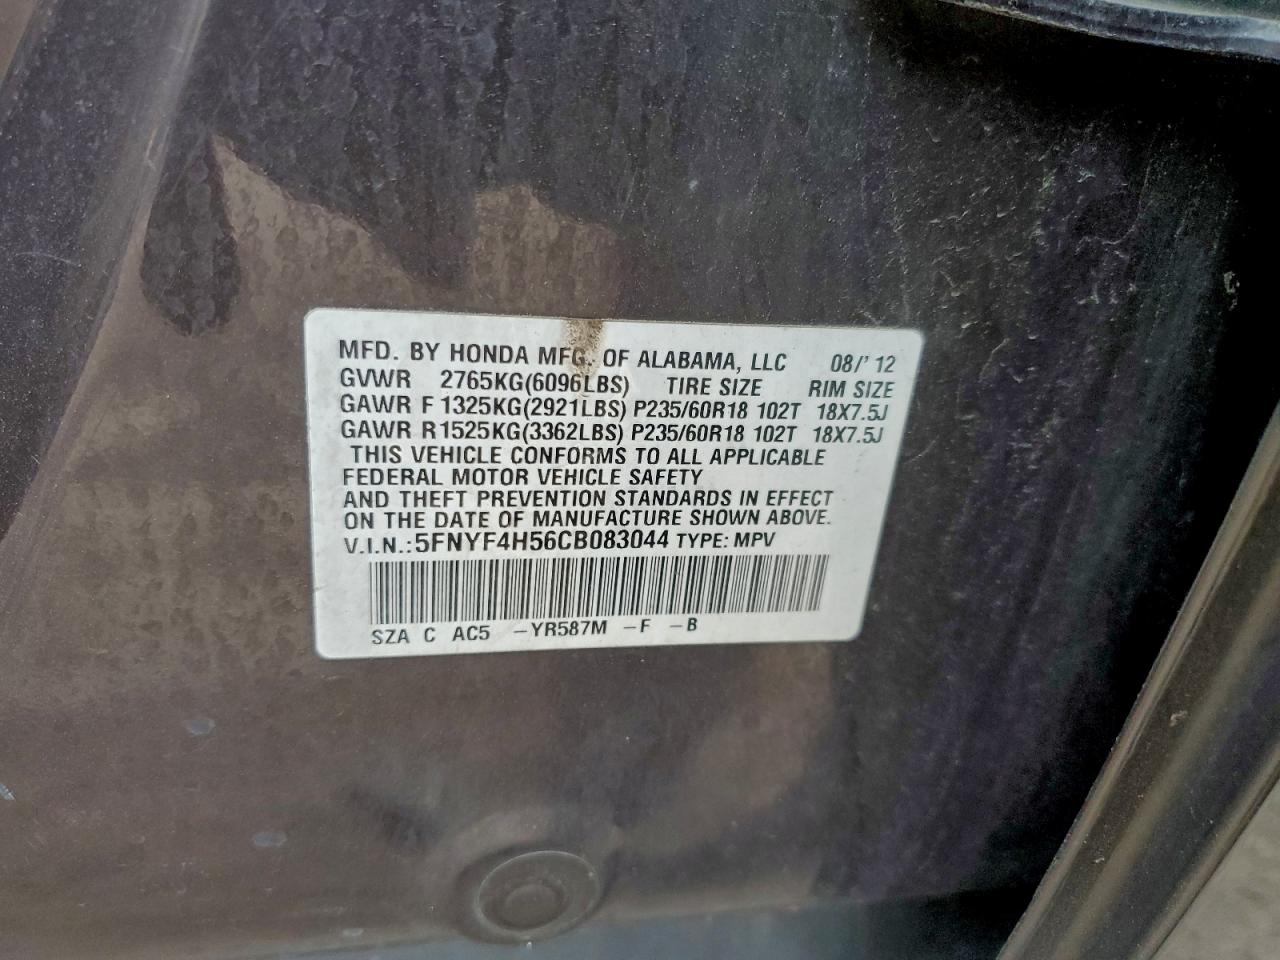 MFD. BY HONDA MFG. OF ALABAMA, LLC 08/'12
GVWR 2765KG(6096LBS) TIRE SIZE RIM SIZE
GAWR F 1325KG(2921LBS) P235/60R18 102T 18X7.5J
GAWR R 1525KG(3362LBS) P235/60R18 102T 18X7.5J
THIS VEHICLE CONFORMS TO ALL APPLICABLE
FEDERAL MOTOR VEHICLE SAFETY
AND THEFT PREVENTION STANDARDS IN EFFECT
ON THE DATE OF MANUFACTURE SHOWN ABOVE.
V.I.N.:5FNYF4H56CB083044 TYPE: MPV
SZA C AC5 -YR587M -F -B